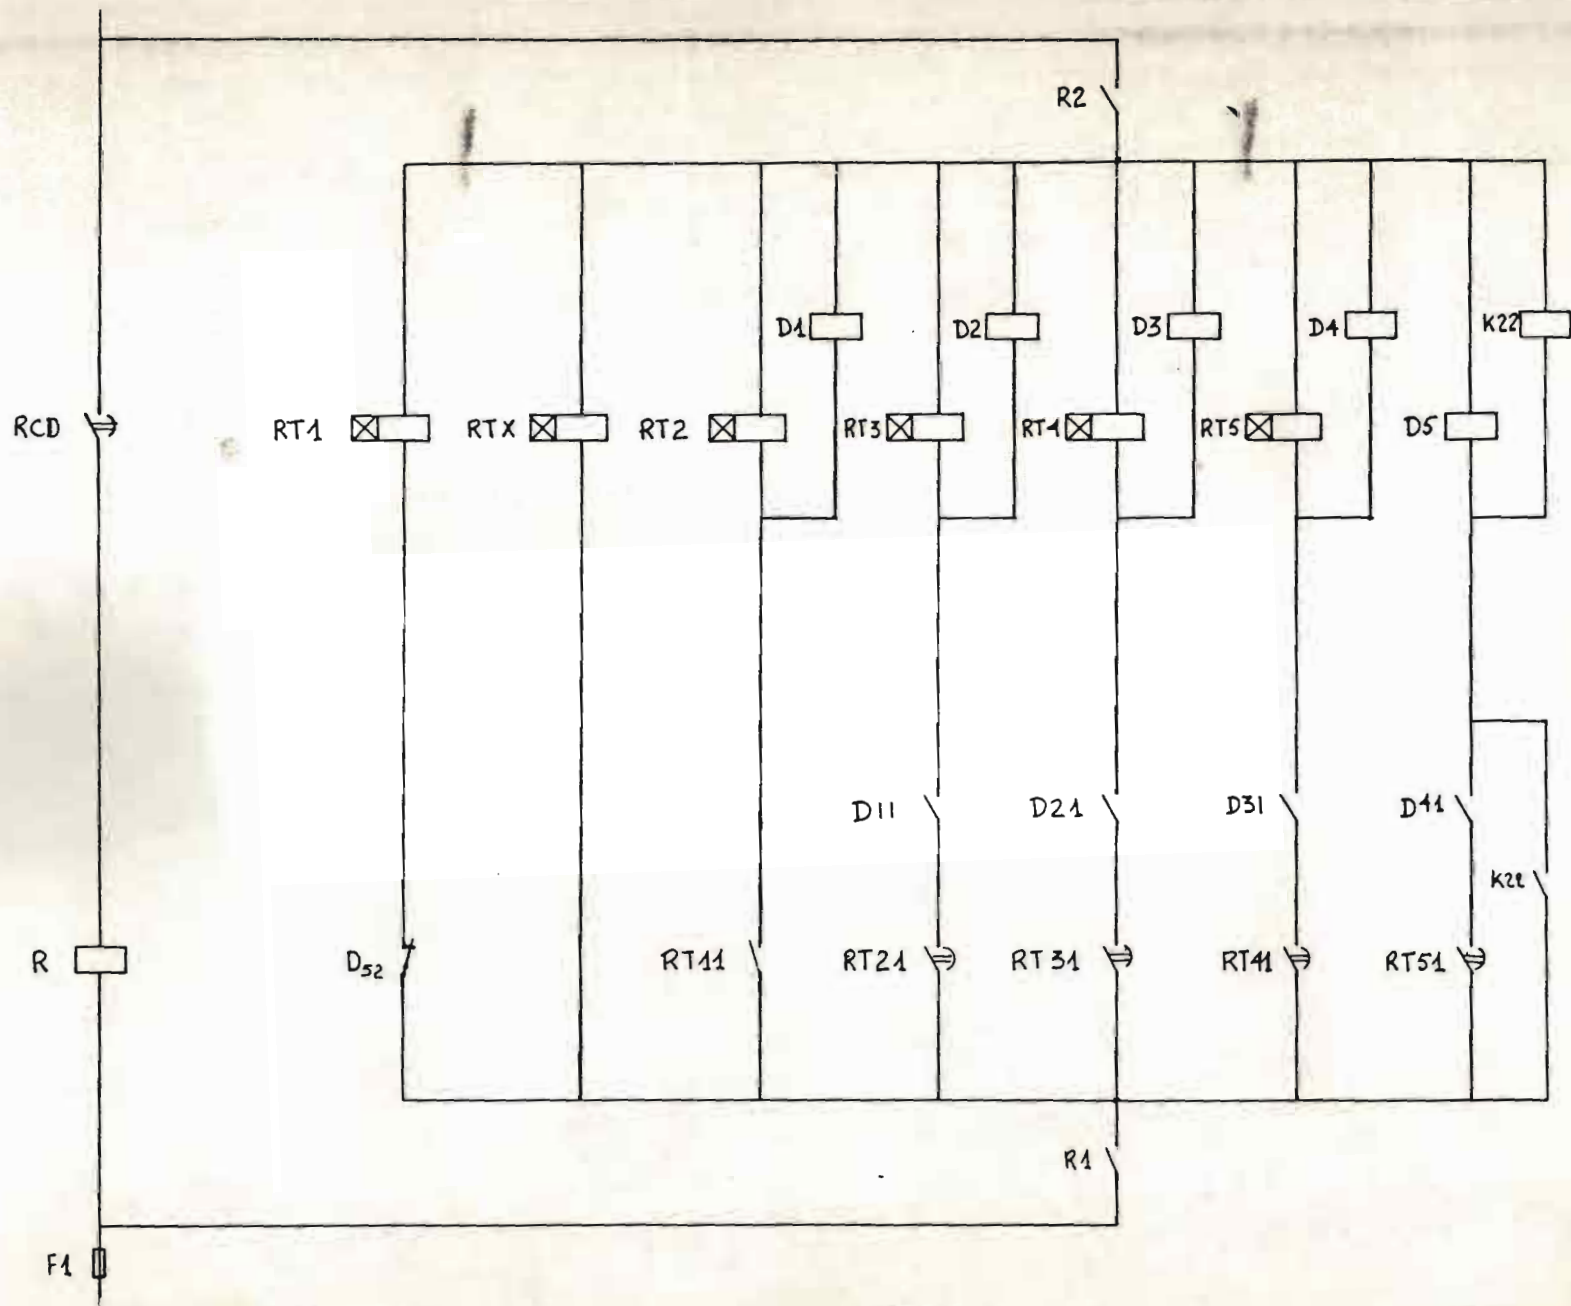 R2
D1
D2
D3
D4
K22
RCD
RT1
RTX
RT2
RT3
RT4
RT5
D5
D11
D21
D31
D41
K22
R
D52
RT11
RT21
RT31
RT41
RT51
R1
F1